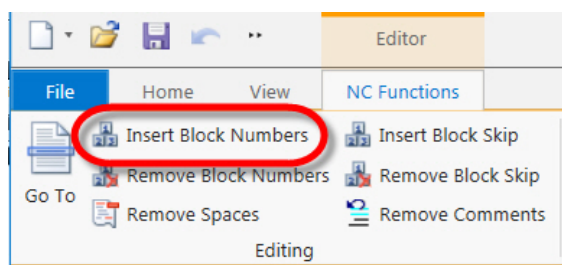 Editor
File Home View NC Functions
Go To
Insert Block Numbers
Remove Block Numbers
Remove Spaces
Insert Block Skip
Remove Block Skip
Remove Comments
Editing